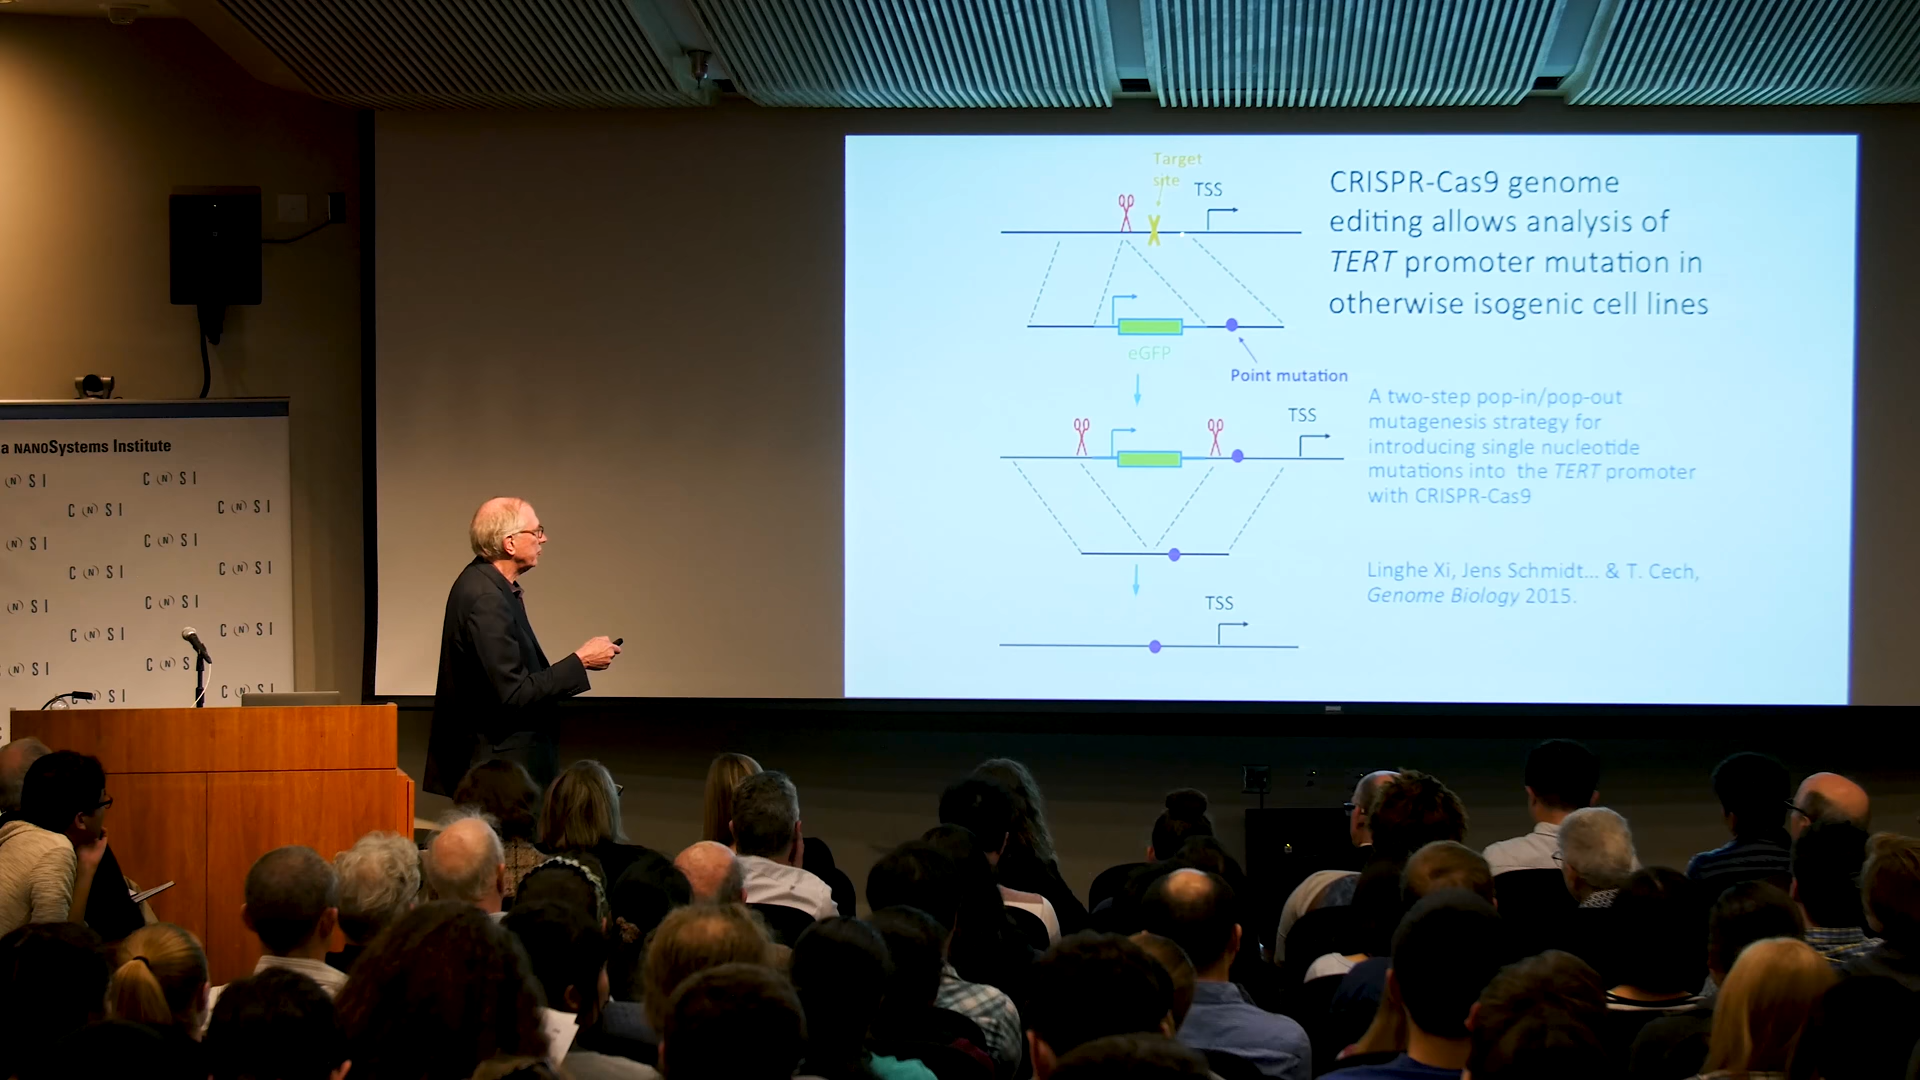 Target
site
TSS
CRISPR-Cas9 genome
editing allows analysis of
TERT promoter mutation in
otherwise isogenic cell lines
eGFP
Point mutation
A two-step pop-in/pop-out
mutagenesis strategy for
introducing single nucleotide
mutations into the TERT promoter
with CRISPR-Cas9
TSS
Linghe Xi, Jens Schmidt... & T. Cech,
Genome Biology 2015.
TSS
a NANOSystems Institute
(N) S I
C (N) S I
C (N) S I
C (N) S I
(N) S I
C (N) S I
C (N) S I
C (N) S I
(N) S I
C (N) S I
C (N) S I
C (N) S
(N) S I
C (N) S I
C (N) S I